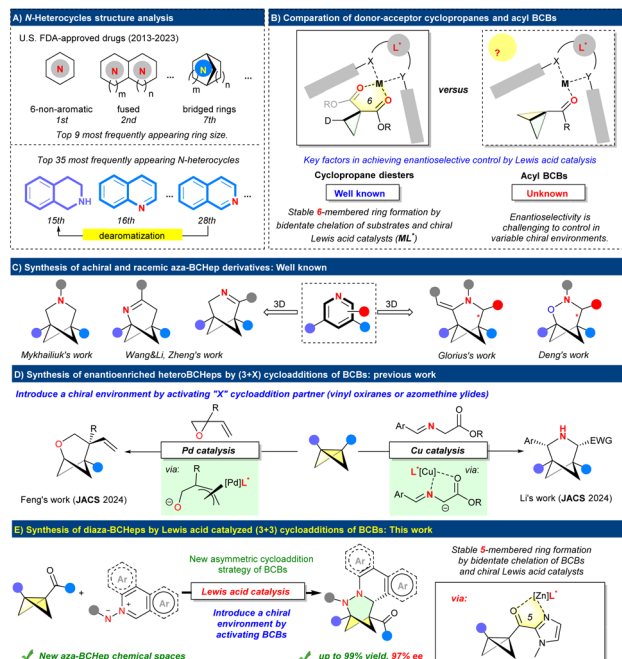 A) N-Heterocycles structure analysis
U.S. FDA-approved drugs (2013-2023)
N
N N
N
m n
m n
... ...
6-non-aromatic
1st
fused
2nd
bridged rings
7th
Top 9 most frequently appearing ring size.
Top 35 most frequently appearing N-heterocycles
NH
N
N
... ...
15th
16th
28th
dearomatization
B) Comparation of donor-acceptor cyclopropanes and acyl BCBs
L*
X
M
Y
O
O
6
RO
OR
D
versus
?
L*
X
M
Y
O
R
Key factors in achieving enantioselective control by Lewis acid catalysis
Cyclopropane diesters
Well known
Stable 6-membered ring formation by
bidentate chelation of substrates and chiral
Lewis acid catalysts (ML*)
Acyl BCBs
Unknown
Enantioselectivity is
challenging to control in
variable chiral environments.
C) Synthesis of achiral and racemic aza-BCHep derivatives: Well known
N
N
N
3D
N
3D
N
*
O N
*
Mykhailiuk's work
Wang&Li, Zheng's work
Glorius's work
Deng's work
D) Synthesis of enantioenriched heteroBCHeps by (3+X) cycloadditions of BCBs: previous work
Introduce a chiral environment by activating "X" cycloaddition partner (vinyl oxiranes or azomethine ylides)
R
O
R
O
Pd catalysis
via:
R
[Pd]L*
⊖O
Feng's work (JACS 2024)
Ar N
O
OR
Cu catalysis
L*[Cu]
via:
Ar N
O
OR
⊖
H
N
Ar
EWG
Li's work (JACS 2024)
E) Synthesis of diaza-BCHeps by Lewis acid catalyzed (3+3) cycloadditions of BCBs: This work
O
+
Ar
N − N +
New asymmetric cycloaddition
strategy of BCBs
Lewis acid catalysis
Introduce a chiral
environment by
activating BCBs
Ar
Ar
N
N
O
Stable 5-membered ring formation
by bidentate chelation of BCBs
and chiral Lewis acid catalysts
via:
[Zn]L*
O
5
N
N
✓ New aza-BCHep chemical spaces
✓ up to 99% yield, 97% ee